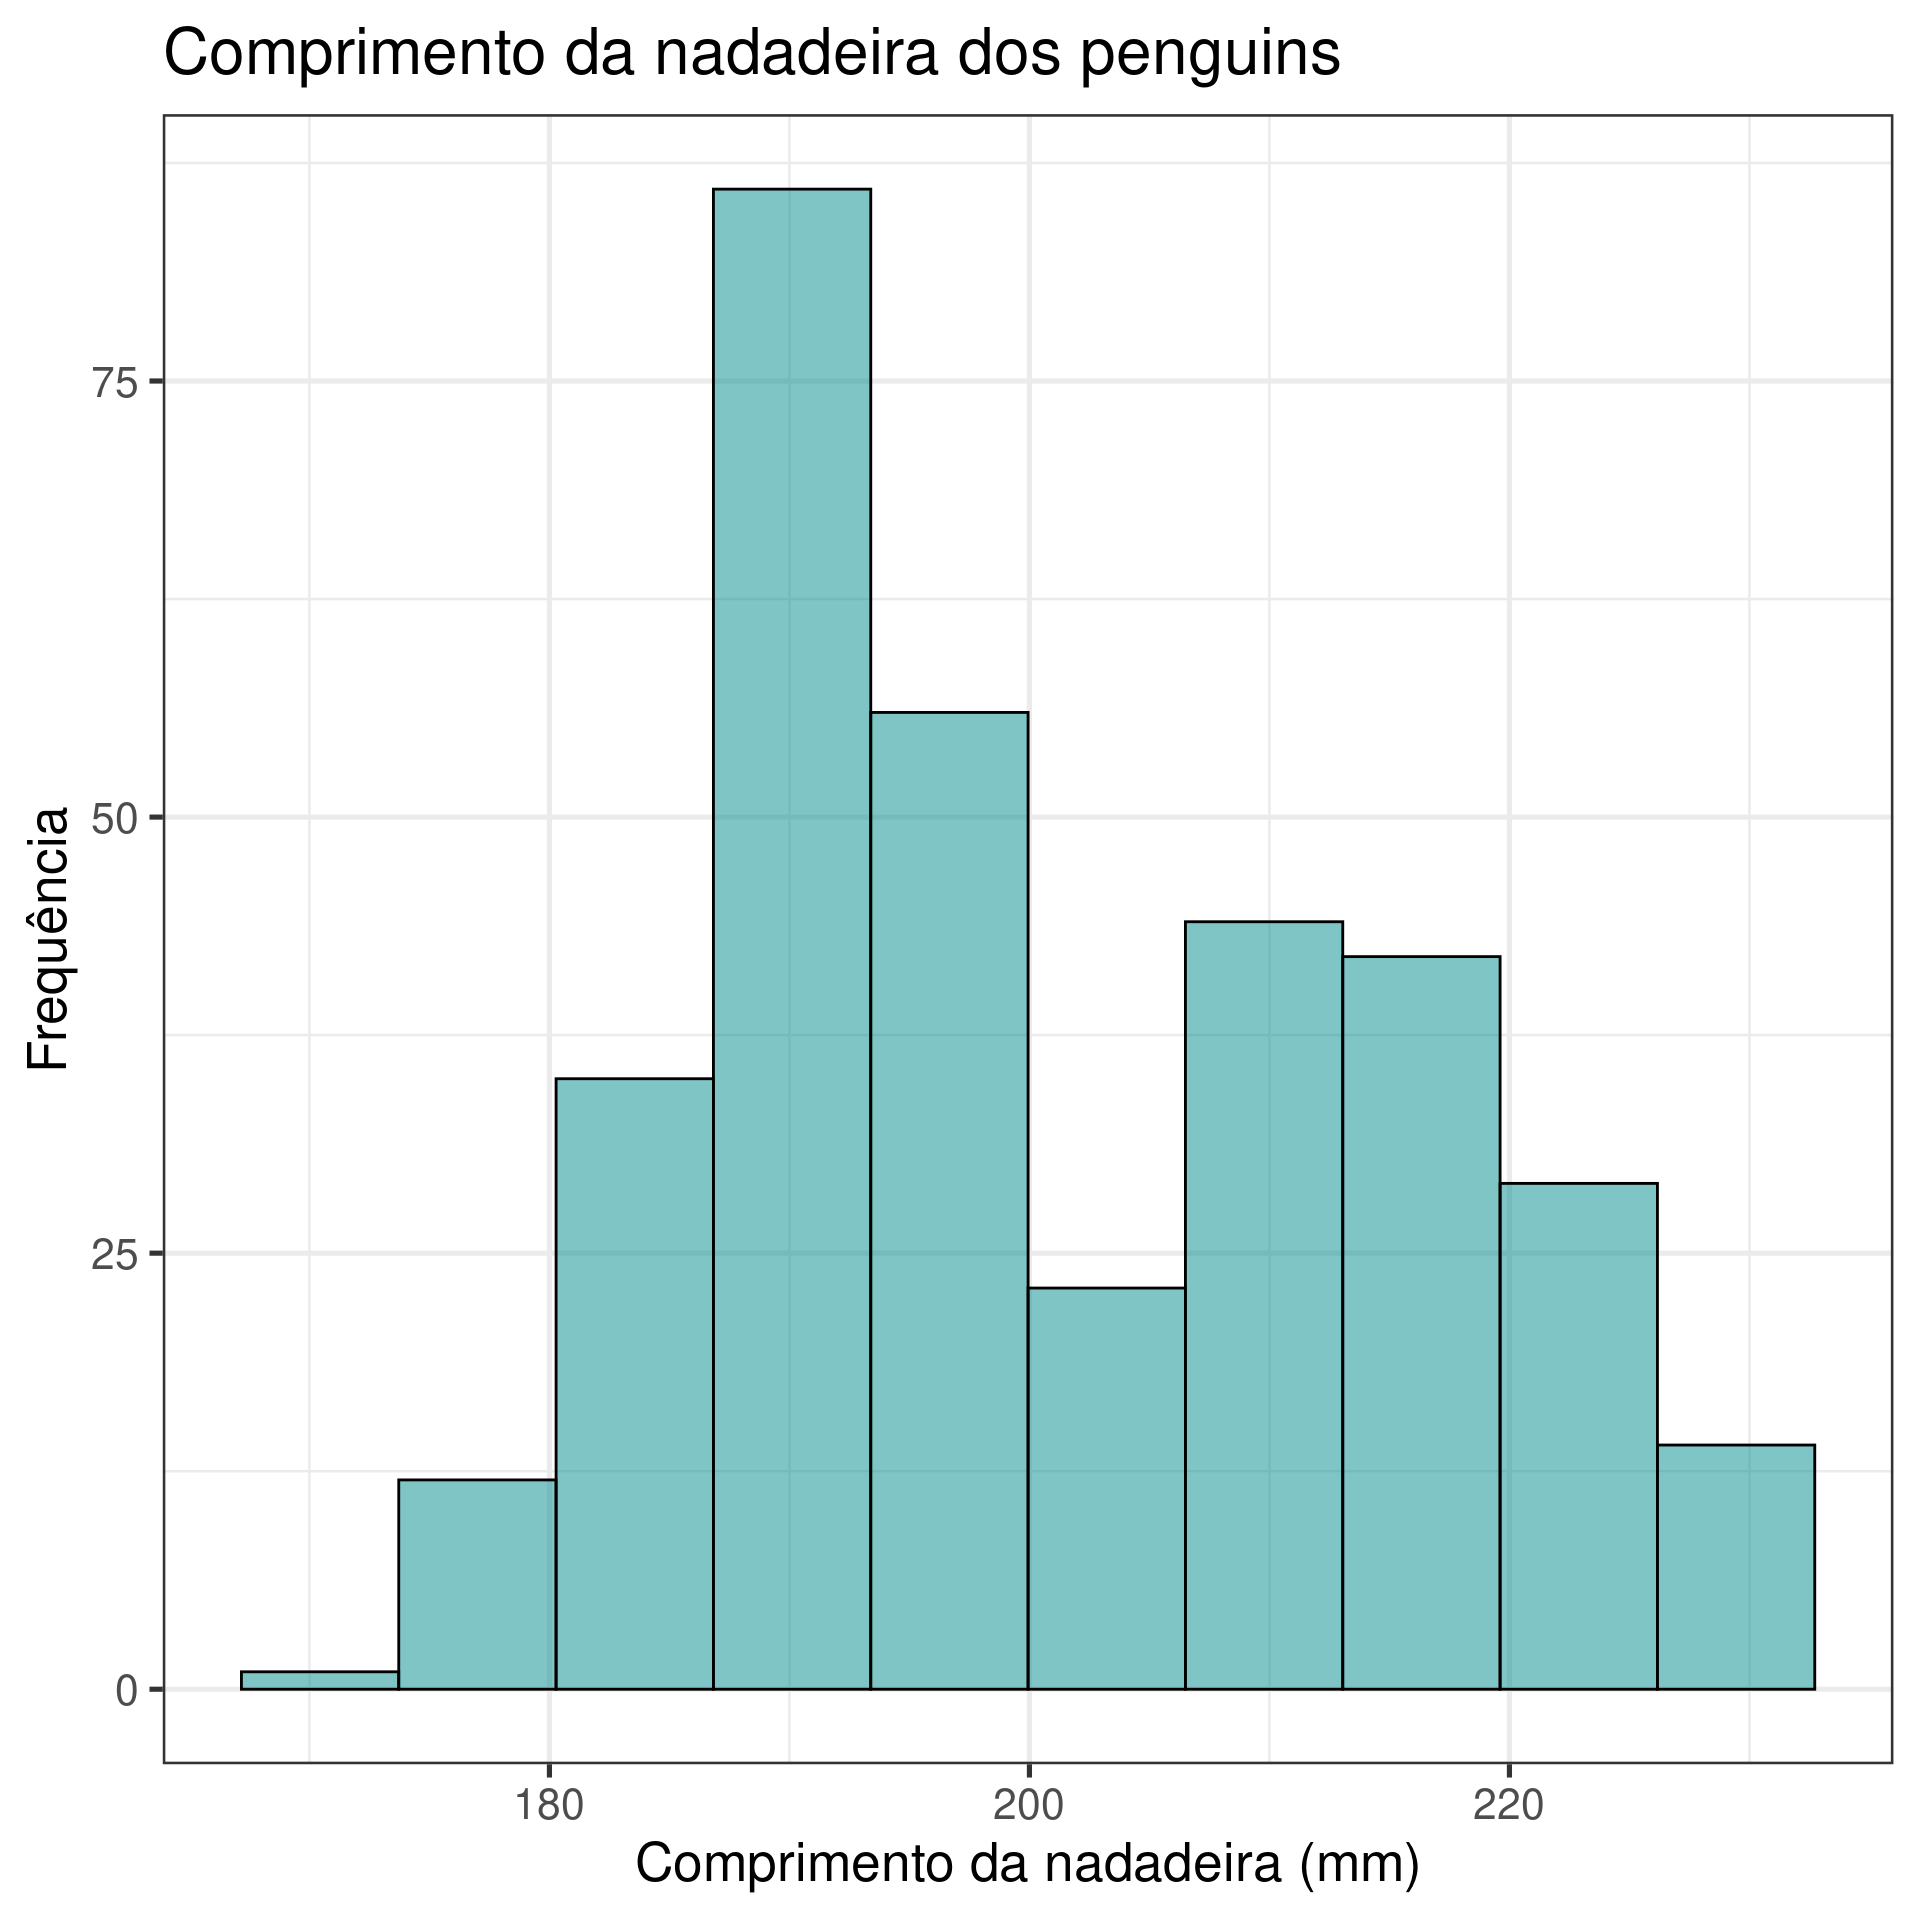 Comprimento da nadadeira dos penguins
Frequência
75
50
25
0
180 200 220
Comprimento da nadadeira (mm)